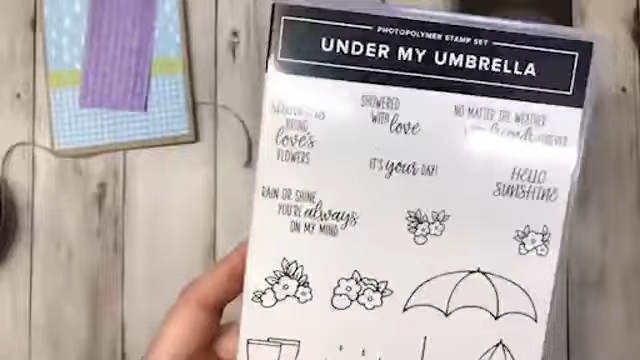 PHOTOPOLYMER STAMP SET
UNDER MY UMBRELLA
BRING
love's
FLOWERS
SHOWERED
WITH love
NO MATTER THE WEATHER
IT'S your DAY!
HELLO
SUNSHINE
RAIN OR SHINE
YOU'RE always
ON MY MIND